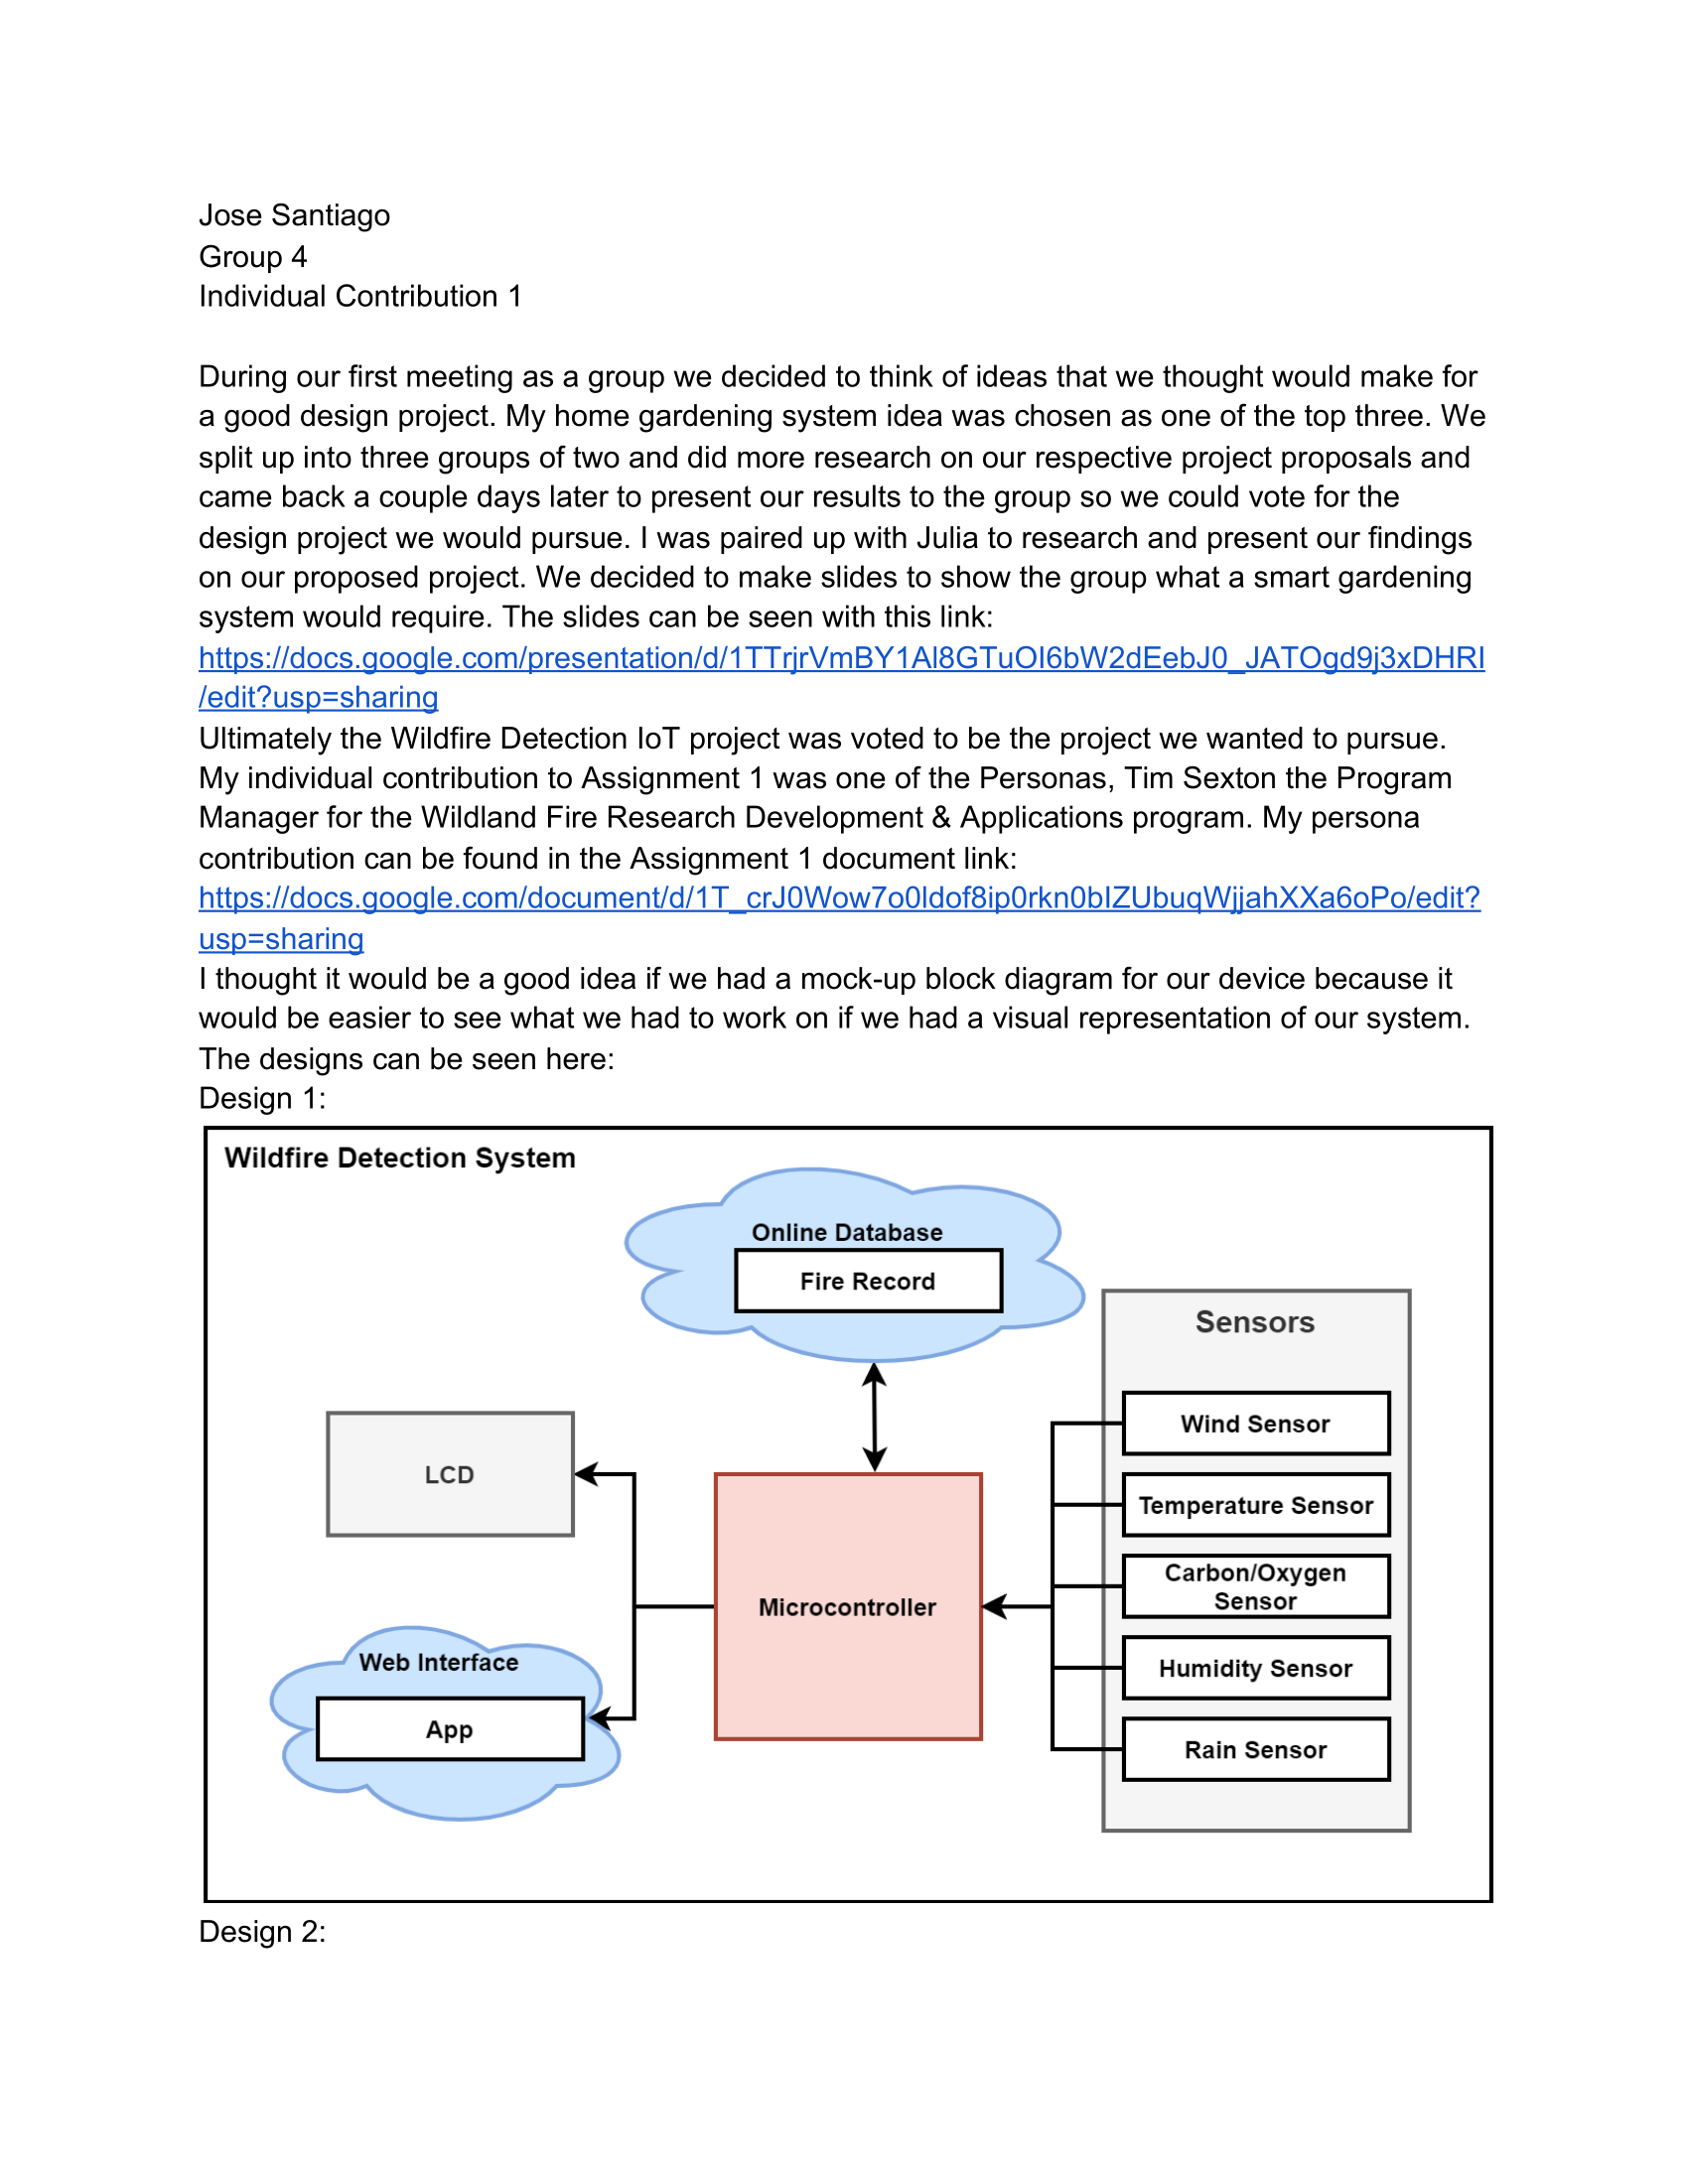 Jose Santiago
Group 4
Individual Contribution 1
During our first meeting as a group we decided to think of ideas that we thought would make for
a good design project. My home gardening system idea was chosen as one of the top three. We
split up into three groups of two and did more research on our respective project proposals and
came back a couple days later to present our results to the group so we could vote for the
design project we would pursue. I was paired up with Julia to research and present our findings
on our proposed project. We decided to make slides to show the group what a smart gardening
system would require. The slides can be seen with this link:
https://docs.google.com/presentation/d/1TTrjrVmBY1Al8GTuOI6bW2dEebJ0_JATOgd9j3xDHRI
/edit?usp=sharing
Ultimately the Wildfire Detection IoT project was voted to be the project we wanted to pursue.
My individual contribution to Assignment 1 was one of the Personas, Tim Sexton the Program
Manager for the Wildland Fire Research Development & Applications program. My persona
contribution can be found in the Assignment 1 document link:
https://docs.google.com/document/d/1T_crJ0Wow7o0ldof8ip0rkn0bIZUbuqWjjahXXa6oPo/edit?
usp=sharing
I thought it would be a good idea if we had a mock-up block diagram for our device because it
would be easier to see what we had to work on if we had a visual representation of our system.
The designs can be seen here:
Design 1:
Wildfire Detection System
Online Database
Fire Record
Sensors
Wind Sensor
LCD
Temperature Sensor
Carbon/Oxygen
Sensor
Microcontroller
Web Interface
Humidity Sensor
App
Rain Sensor
Design 2: